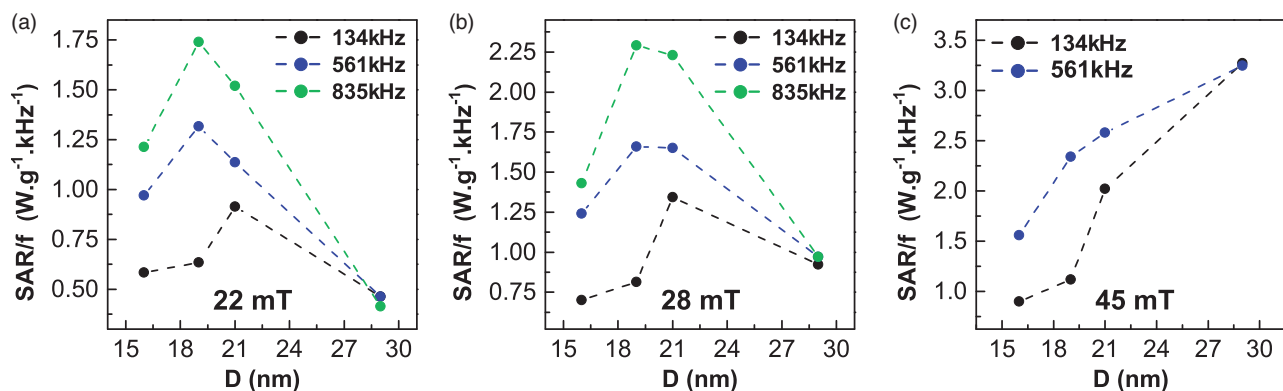 (a)
1.75
1.50
1.25
1.00
0.75
0.50
SAR/f (W.g⁻¹.kHz⁻¹)
134kHz
561kHz
835kHz
22 mT
15 18 21 24 27 30
D (nm)
(b)
2.25
2.00
1.75
1.50
1.25
1.00
0.75
SAR/f (W.g⁻¹.kHz⁻¹)
134kHz
561kHz
835kHz
28 mT
15 18 21 24 27 30
D (nm)
(c)
3.5
3.0
2.5
2.0
1.5
1.0
SAR/f (W.g⁻¹.kHz⁻¹)
134kHz
561kHz
45 mT
15 18 21 24 27 30
D (nm)